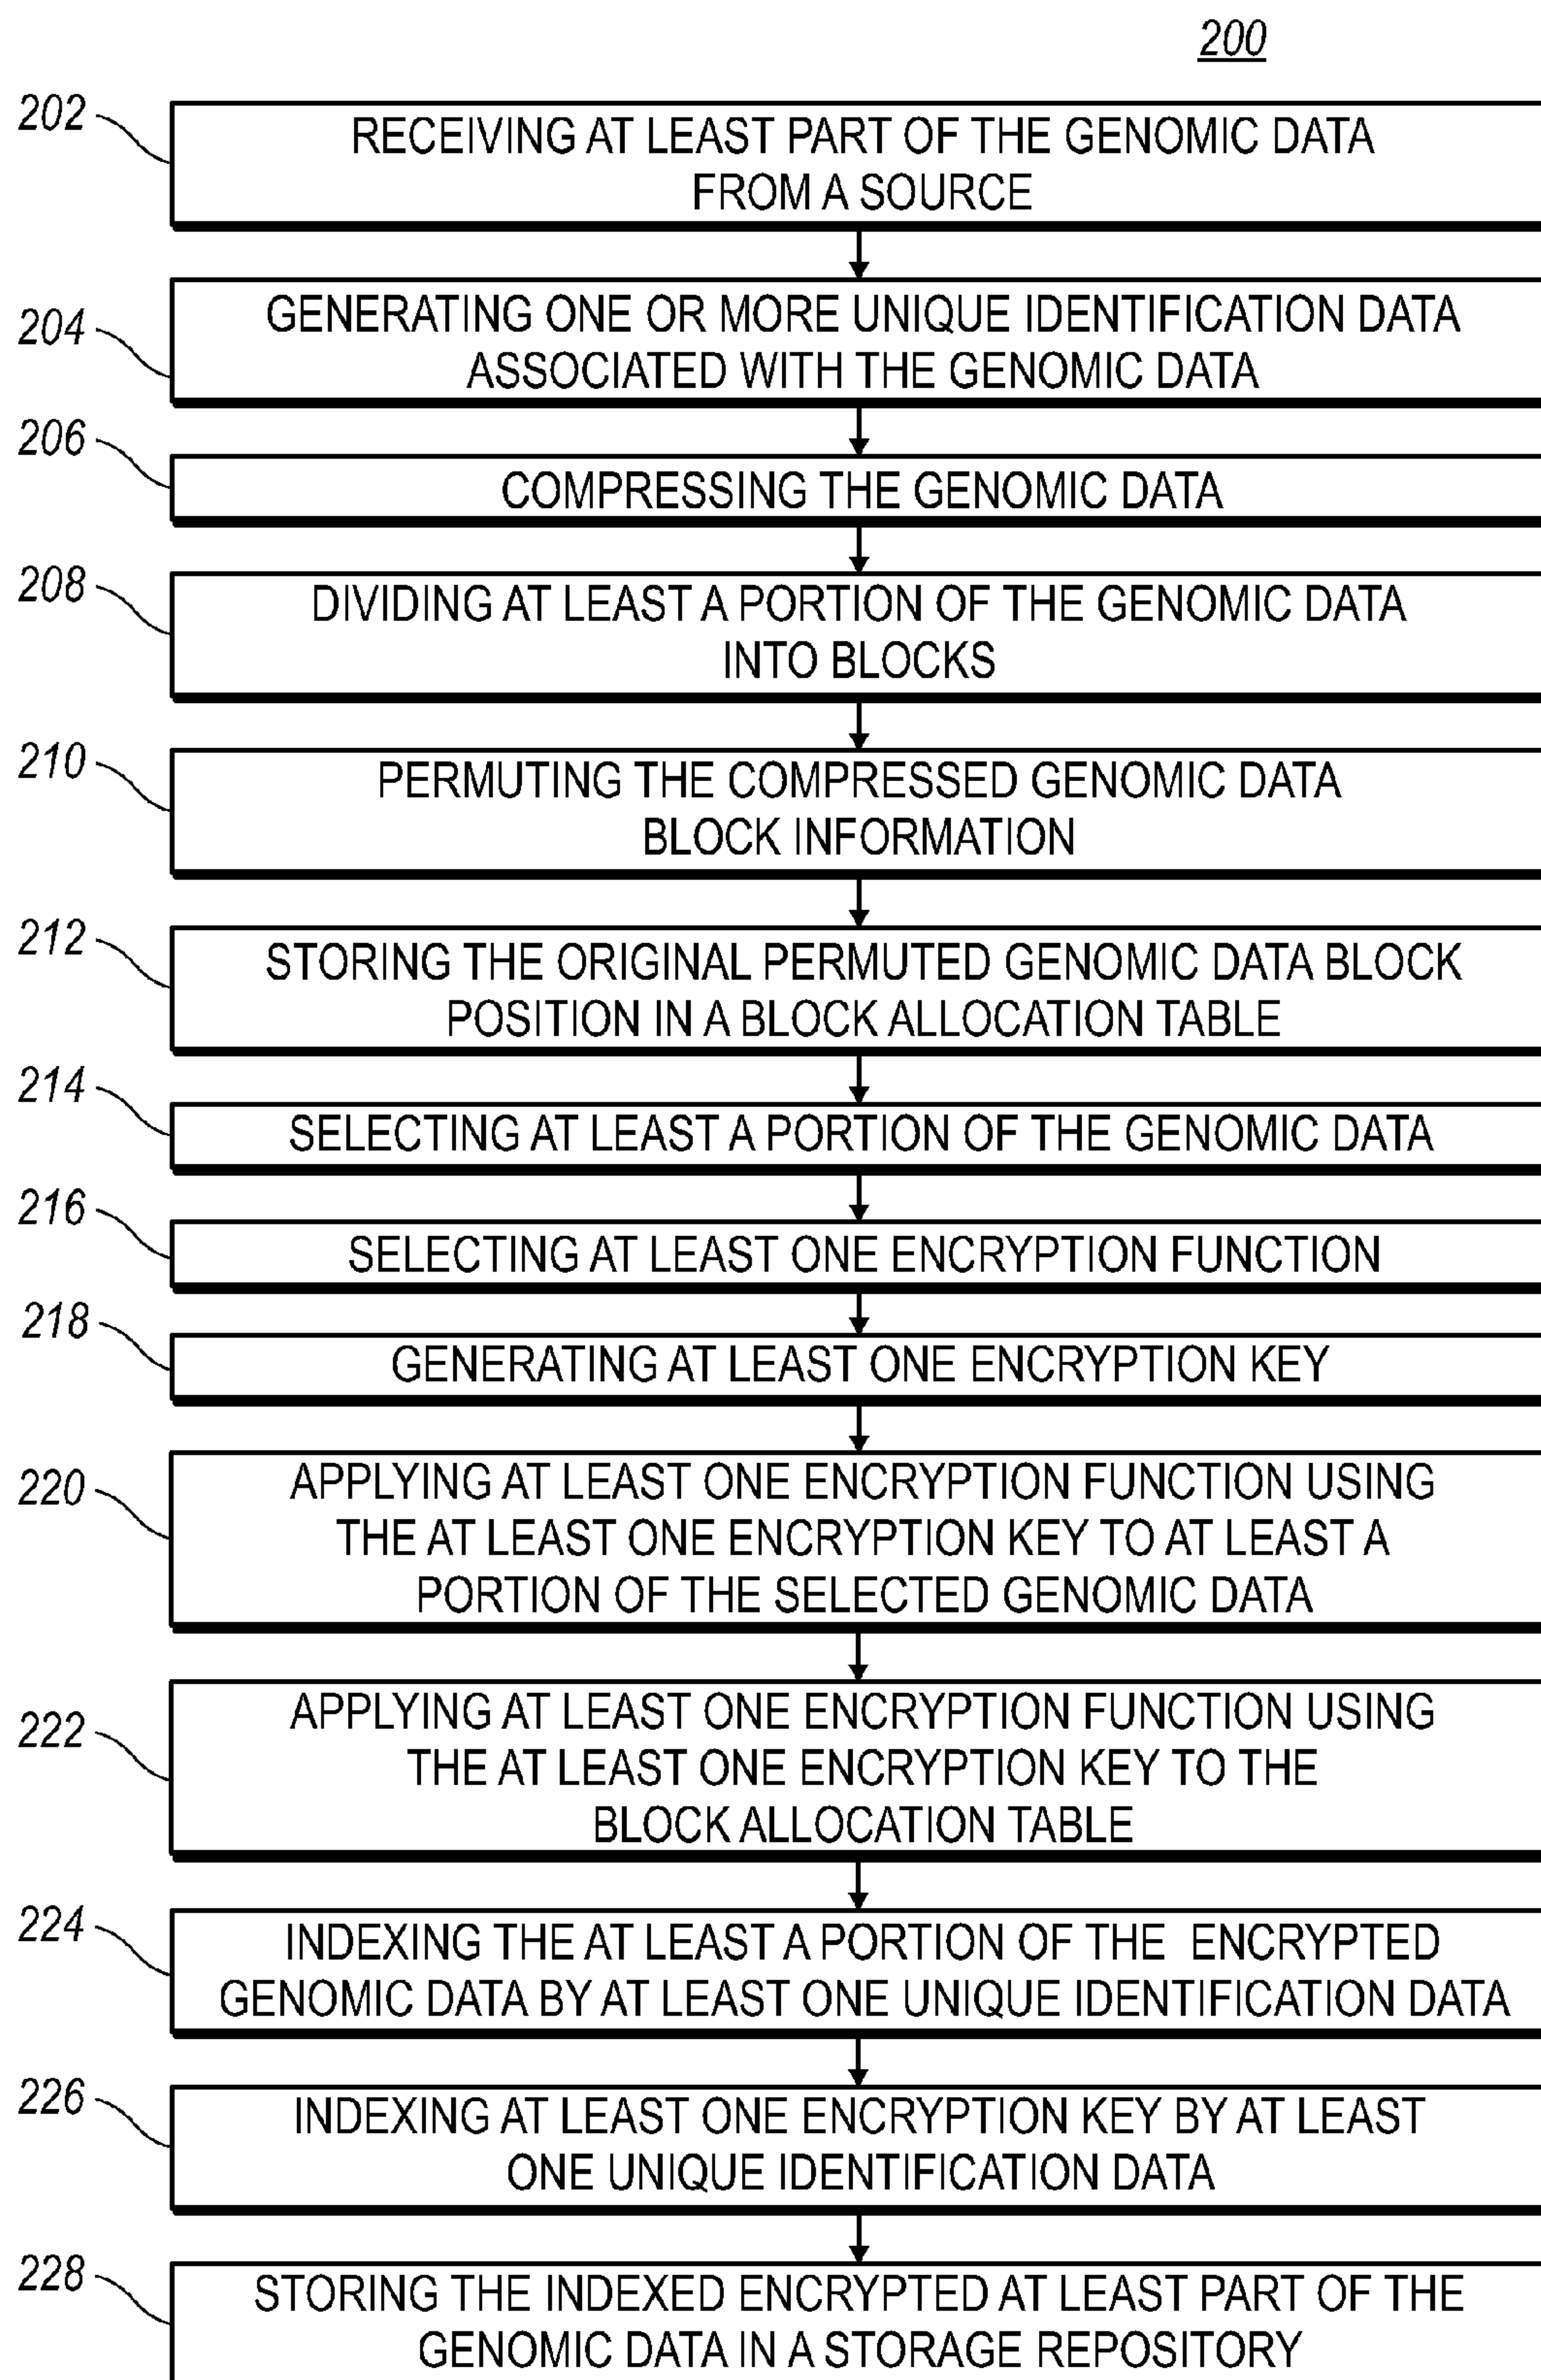 200
202
RECEIVING AT LEAST PART OF THE GENOMIC DATA
FROM A SOURCE
204
GENERATING ONE OR MORE UNIQUE IDENTIFICATION DATA
ASSOCIATED WITH THE GENOMIC DATA
206
COMPRESSING THE GENOMIC DATA
208
DIVIDING AT LEAST A PORTION OF THE GENOMIC DATA
INTO BLOCKS
210
PERMUTING THE COMPRESSED GENOMIC DATA
BLOCK INFORMATION
212
STORING THE ORIGINAL PERMUTED GENOMIC DATA BLOCK
POSITION IN A BLOCK ALLOCATION TABLE
214
SELECTING AT LEAST A PORTION OF THE GENOMIC DATA
216
SELECTING AT LEAST ONE ENCRYPTION FUNCTION
218
GENERATING AT LEAST ONE ENCRYPTION KEY
220
APPLYING AT LEAST ONE ENCRYPTION FUNCTION USING
THE AT LEAST ONE ENCRYPTION KEY TO AT LEAST A
PORTION OF THE SELECTED GENOMIC DATA
222
APPLYING AT LEAST ONE ENCRYPTION FUNCTION USING
THE AT LEAST ONE ENCRYPTION KEY TO THE
BLOCK ALLOCATION TABLE
224
INDEXING THE AT LEAST A PORTION OF THE ENCRYPTED
GENOMIC DATA BY AT LEAST ONE UNIQUE IDENTIFICATION DATA
226
INDEXING AT LEAST ONE ENCRYPTION KEY BY AT LEAST
ONE UNIQUE IDENTIFICATION DATA
228
STORING THE INDEXED ENCRYPTED AT LEAST PART OF THE
GENOMIC DATA IN A STORAGE REPOSITORY